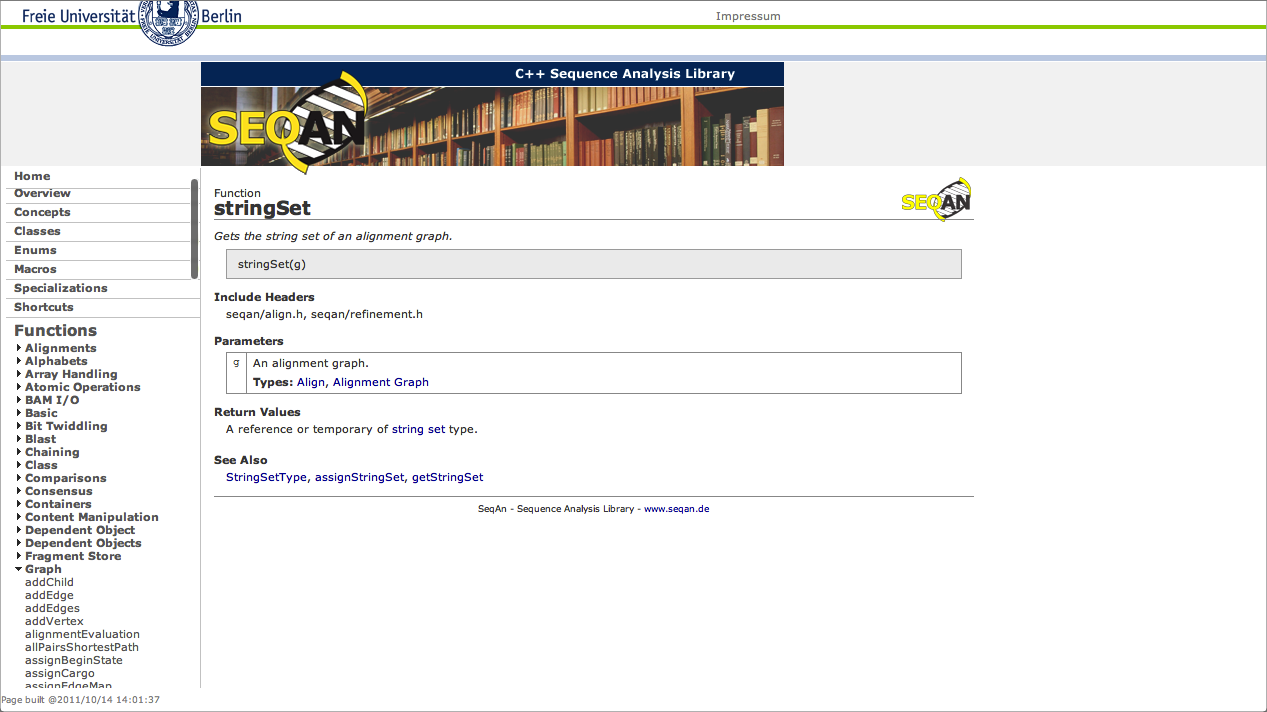 Freie Universität Berlin
Impressum
C++ Sequence Analysis Library
SEQAN
Home
Overview
Concepts
Classes
Enums
Macros
Specializations
Shortcuts
Functions
Alignments
Alphabets
Array Handling
Atomic Operations
BAM I/O
Basic
Bit Twiddling
Blast
Chaining
Class
Comparisons
Consensus
Containers
Content Manipulation
Dependent Object
Dependent Objects
Fragment Store
Graph
addChild
addEdge
addEdges
addVertex
alignmentEvaluation
allPairsShortestPath
assignBeginState
assignCargo
assignEdgeMap
Function
stringSet
SEQAN
Gets the string set of an alignment graph.
stringSet(g)
Include Headers
seqan/align.h, seqan/refinement.h
Parameters
g An alignment graph.
Types: Align, Alignment Graph
Return Values
A reference or temporary of string set type.
See Also
StringSetType, assignStringSet, getStringSet
SeqAn - Sequence Analysis Library - www.seqan.de
Page built @2011/10/14 14:01:37